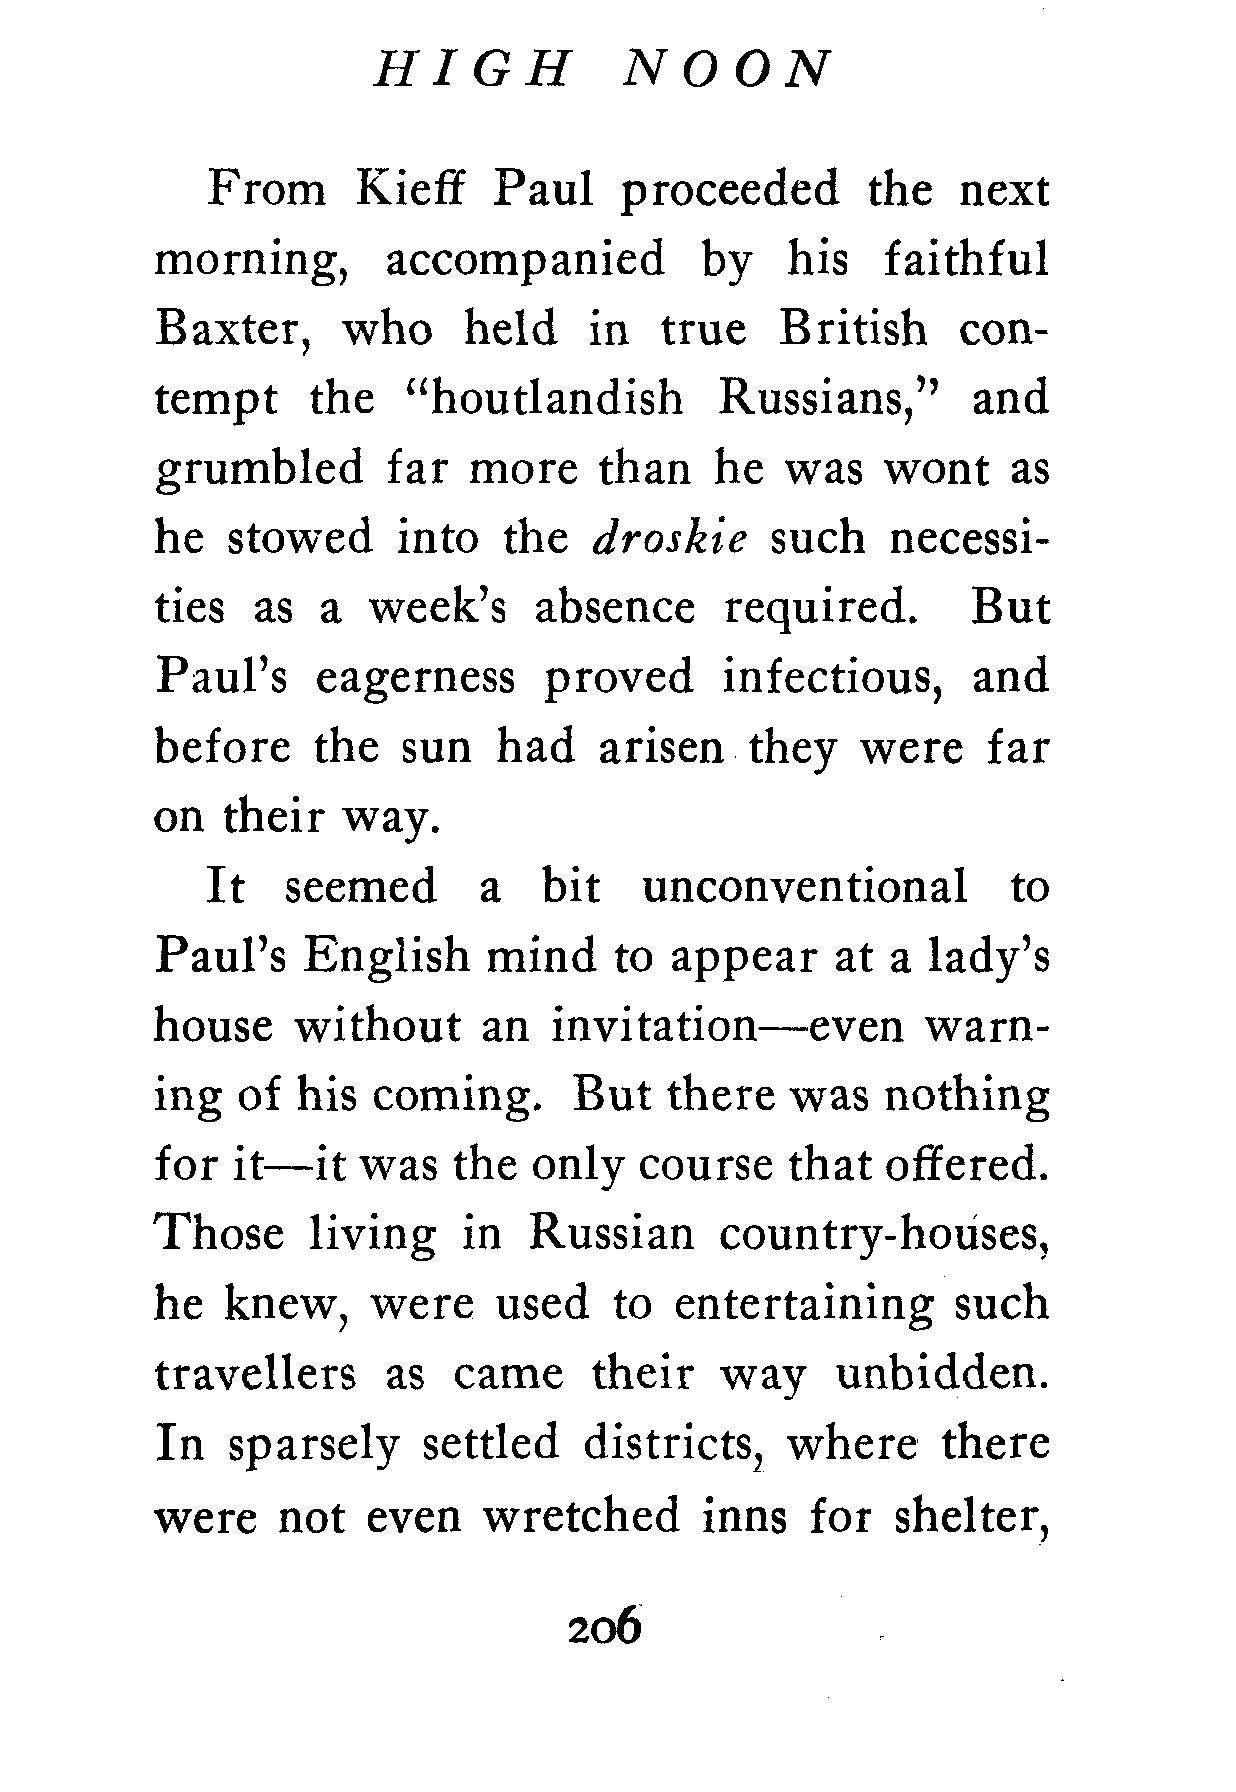 HIGH NOON
From Kieff Paul proceeded the next
morning, accompanied by his faithful
Baxter, who held in true British con-
tempt the "houtlandish Russians," and
grumbled far more than he was wont as
he stowed into the droskie such necessi-
ties as a week's absence required. But
Paul's eagerness proved infectious, and
before the sun had arisen they were far
on their way.
It seemed a bit unconventional to
Paul's English mind to appear at a lady's
house without an invitation—even warn-
ing of his coming. But there was nothing
for it—it was the only course that offered.
Those living in Russian country-houses,
he knew, were used to entertaining such
travellers as came their way unbidden.
In sparsely settled districts, where there
were not even wretched inns for shelter,
206